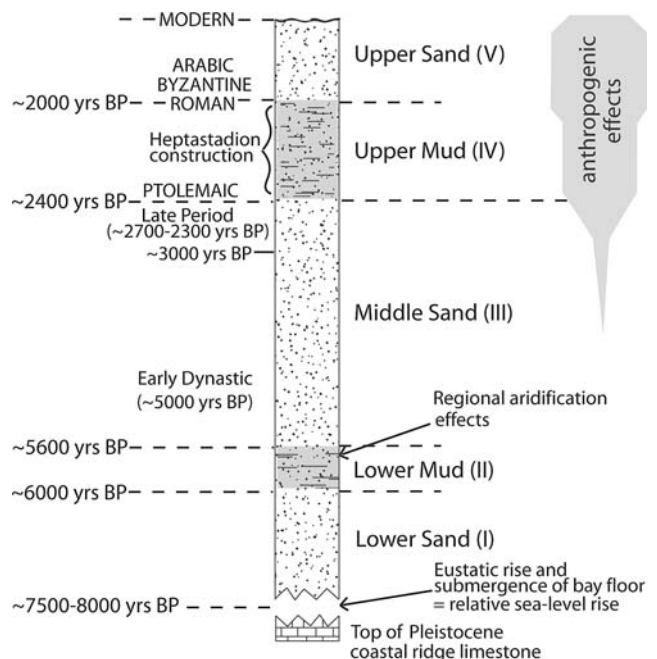 MODERN
Upper Sand (V)
ARABIC
BYZANTINE
~2000 yrs BP
ROMAN
Heptastadion
construction
Upper Mud (IV)
anthropogenic
effects
PTOLEMAIC
~2400 yrs BP
Late Period
(~2700-2300 yrs BP)
~3000 yrs BP
Middle Sand (III)
Early Dynastic
(~5000 yrs BP)
Regional aridification
effects
~5600 yrs BP
Lower Mud (II)
~6000 yrs BP
Lower Sand (I)
Eustatic rise and
submergence of bay floor
= relative sea-level rise
~7500-8000 yrs BP
Top of Pleistocene
coastal ridge limestone